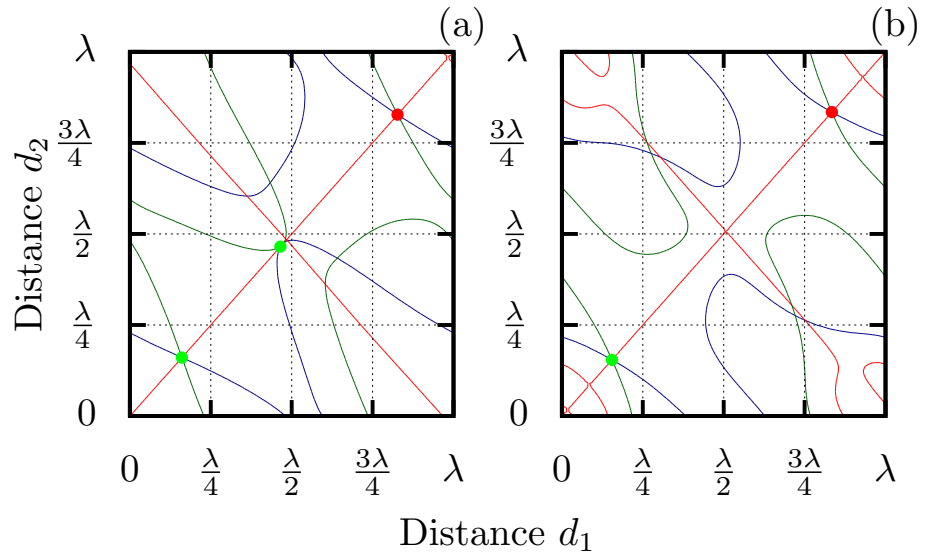 (a) (b)
λ λ
3λ/4 3λ/4
Distance d₂
λ/2 λ/2
λ/4 λ/4
0 0
0 λ/4 λ/2 3λ/4 λ 0 λ/4 λ/2 3λ/4 λ
Distance d₁